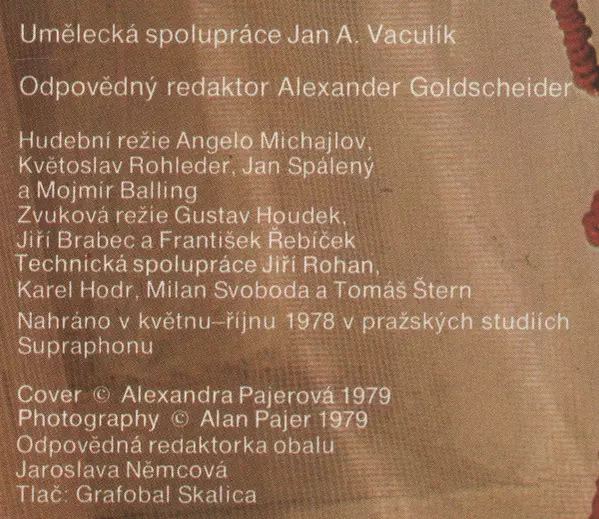 Umělecká spolupráce Jan A. Vaculík
Odpovědný redaktor Alexander Goldscheider
Hudební režie Angelo Michajlov,
Květoslav Rohleder, Jan Spálený
a Mojmír Balling
Zvuková režie Gustav Houdek,
Jiří Brabec a František Řebíček
Technická spolupráce Jiří Rohan,
Karel Hodr, Milan Svoboda a Tomáš Štern
Nahráno v květnu–říjnu 1978 v pražských studiích
Supraphonu
Cover © Alexandra Pajerová 1979
Photography © Alan Pajer 1979
Odpovědná redaktorka obalu
Jaroslava Němcová
Tlač: Grafobal Skalica